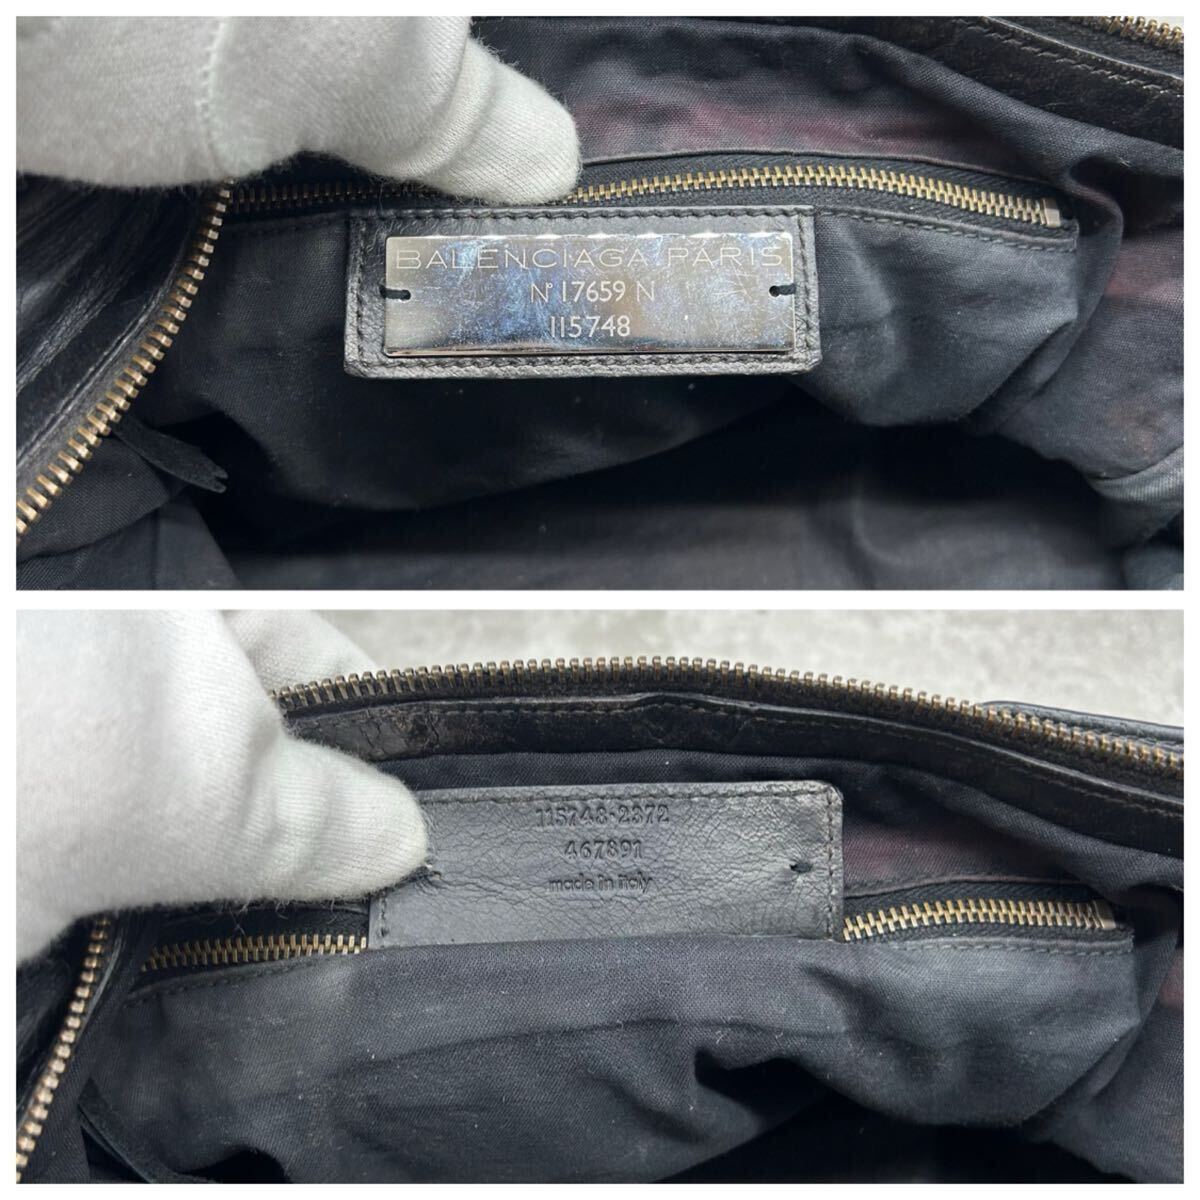 BALENCIAGA PARIS
N° 17659 N
115748
115748・2372
467891
made in italy